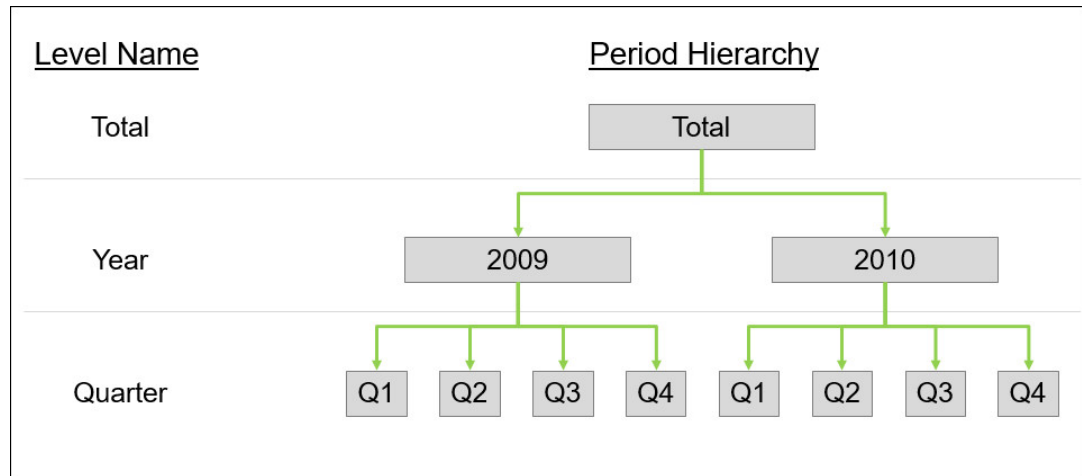 Level Name Period Hierarchy
Total Total
Year 2009 2010
Quarter Q1 Q2 Q3 Q4 Q1 Q2 Q3 Q4